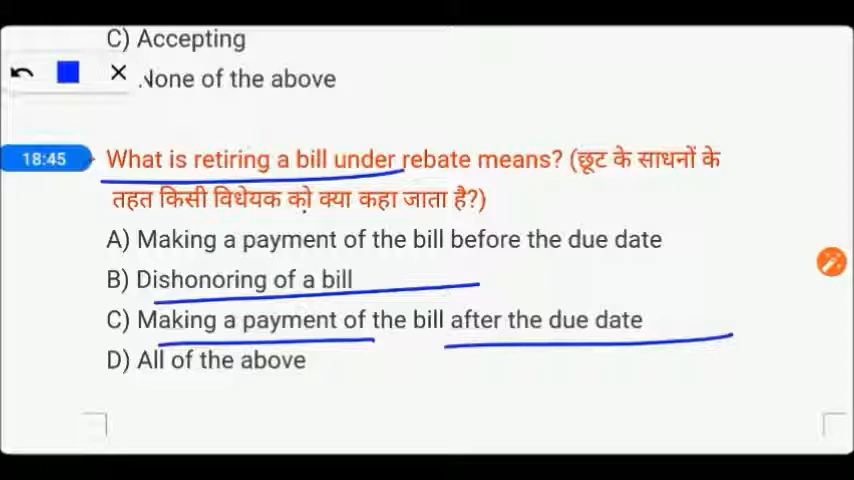 C) Accepting
None of the above
18:45
What is retiring a bill under rebate means? (छूट के साधनों के
तहत किसी विधेयक को क्या कहा जाता है?)
A) Making a payment of the bill before the due date
B) Dishonoring of a bill
C) Making a payment of the bill after the due date
D) All of the above